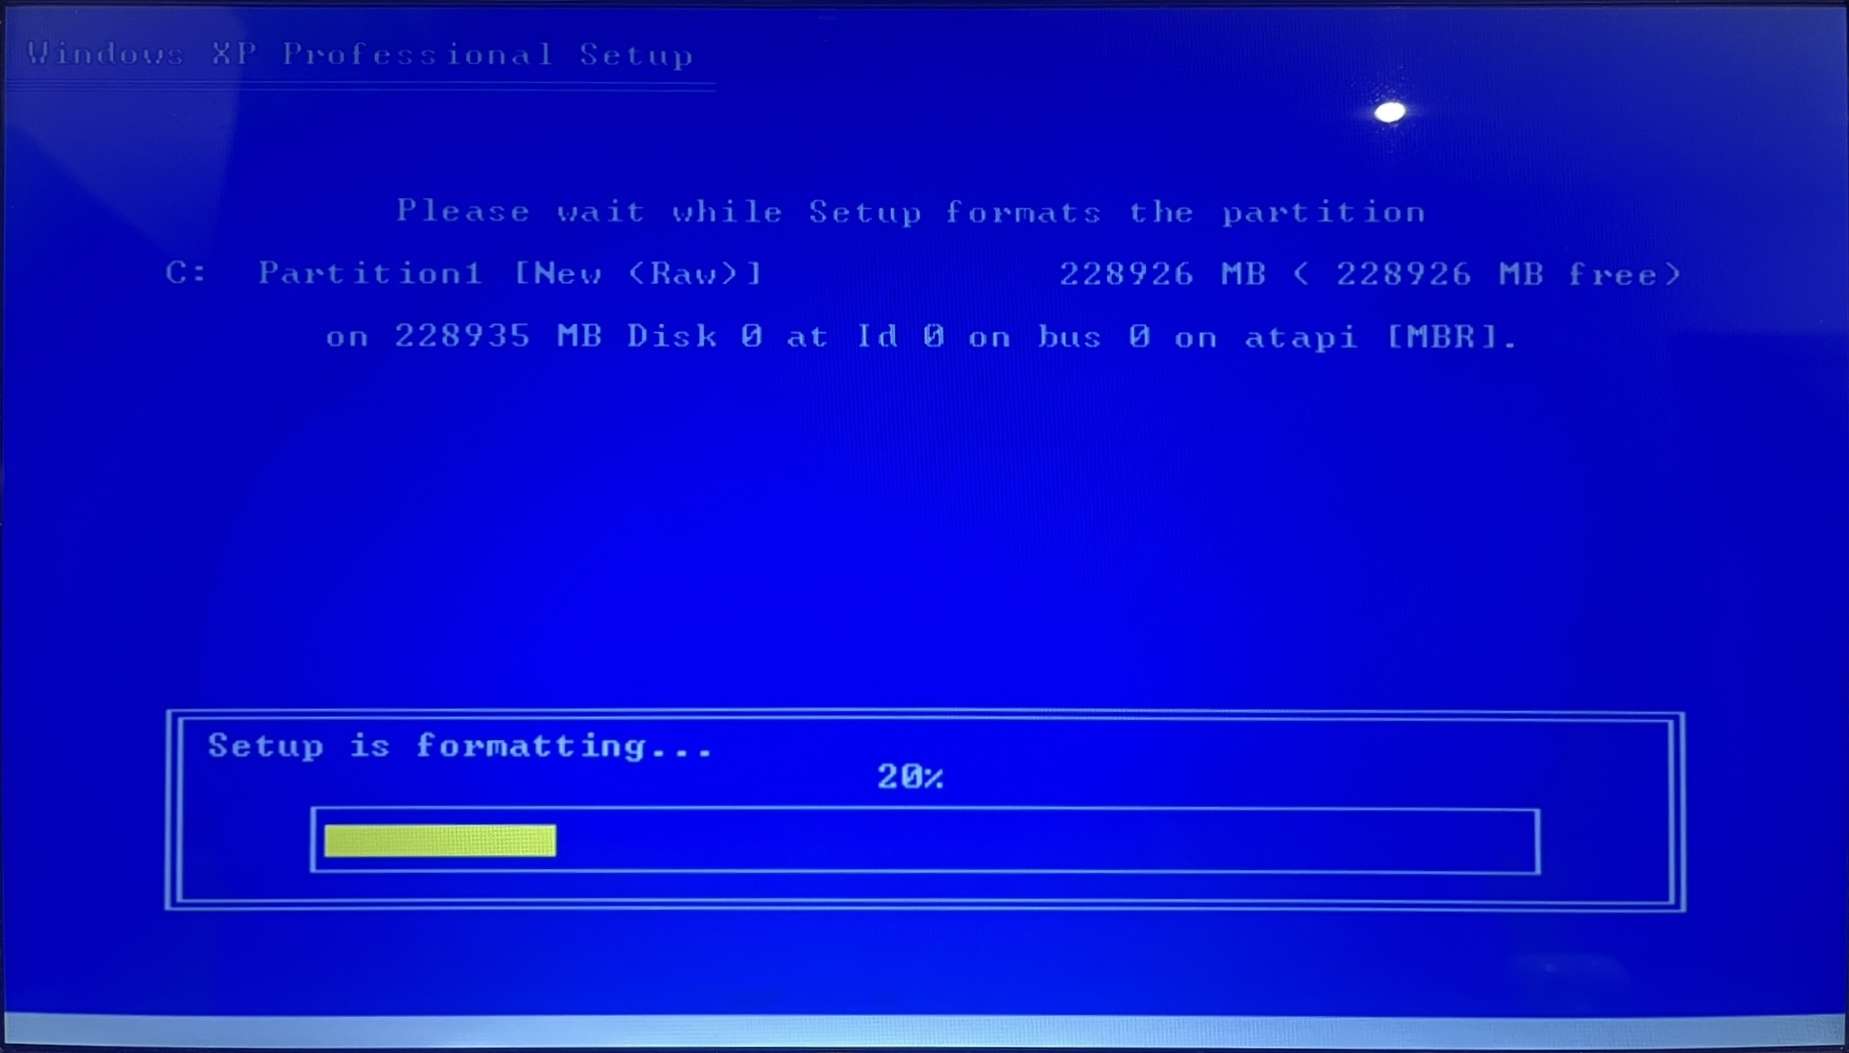 Windows XP Professional Setup
Please wait while Setup formats the partition
C: Partition1 [New (Raw)] 228926 MB ( 228926 MB free)
on 228935 MB Disk 0 at Id 0 on bus 0 on atapi [MBR].
Setup is formatting...
20%